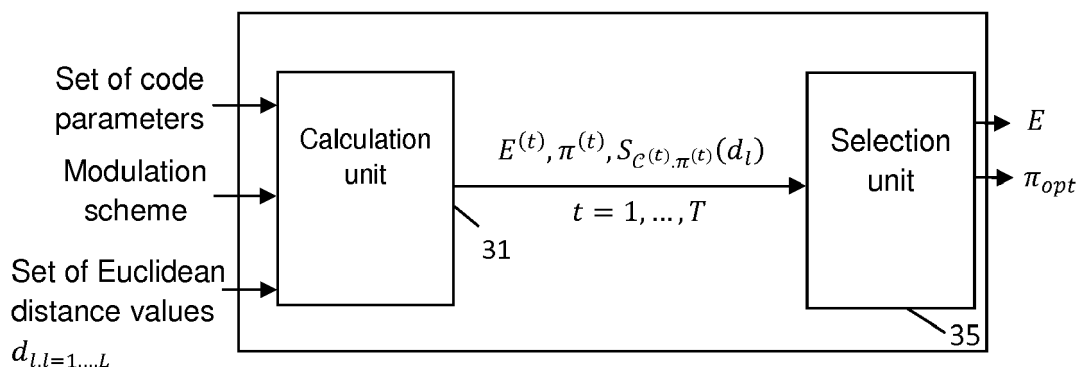 Set of code
parameters
Modulation
scheme
Set of Euclidean
distance values
d_{l,l=1,...,L}
Calculation
unit
31
E^{(t)}, π^{(t)}, S_{𝒞^{(t)}.π^{(t)}}(d_l)
t = 1, ..., T
Selection
unit
35
E
π_{opt}